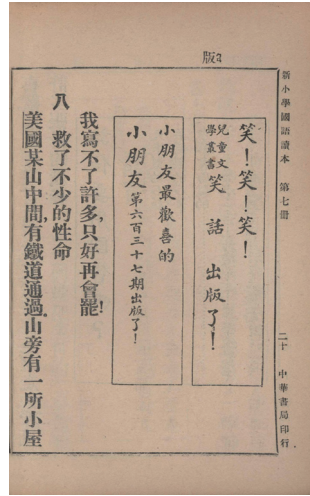 新小學國語讀本　第七冊
二十　中華書局印行
版a
笑！笑！笑！
兒童文學叢書　笑話　出版了！
小朋友最歡喜的
小朋友第六百三十七期出版了！
我寫不了許多，只好再會罷！
八　救了不少的性命
美國某山中間，有鐵道通過，山旁有一所小屋